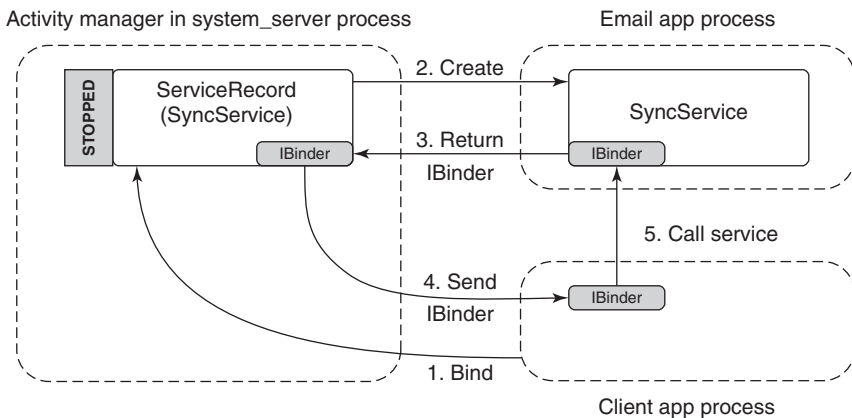 Activity manager in system_server process
Email app process
STOPPED
ServiceRecord
(SyncService)
IBinder
2. Create
SyncService
3. Return
IBinder
IBinder
5. Call service
4. Send
IBinder
IBinder
1. Bind
Client app process